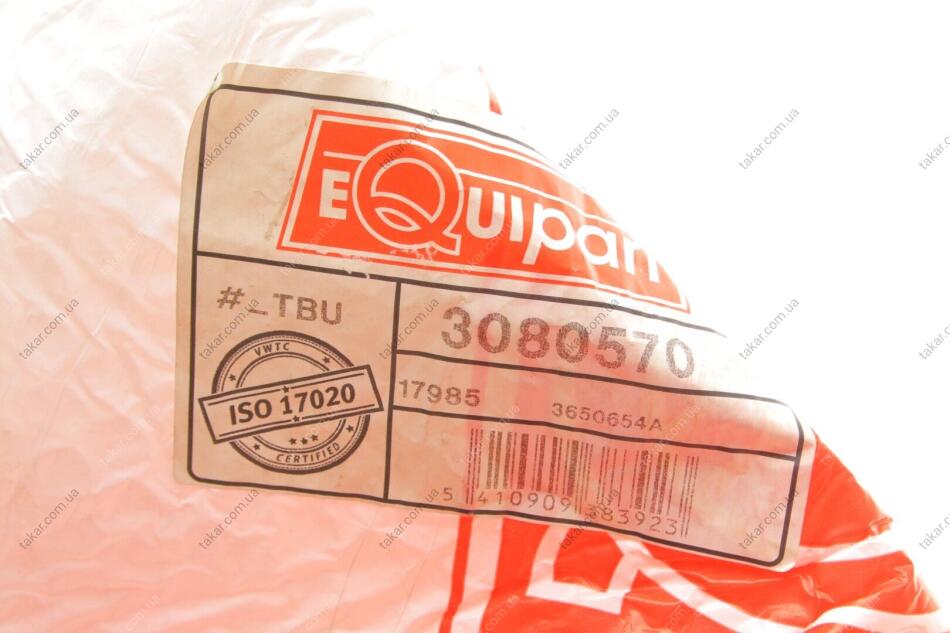 EQuipart
#_TBU
3080570
VWTC
ISO 17020
CERTIFIED
17985 3650654A
5 410909 383923
takar.com.ua